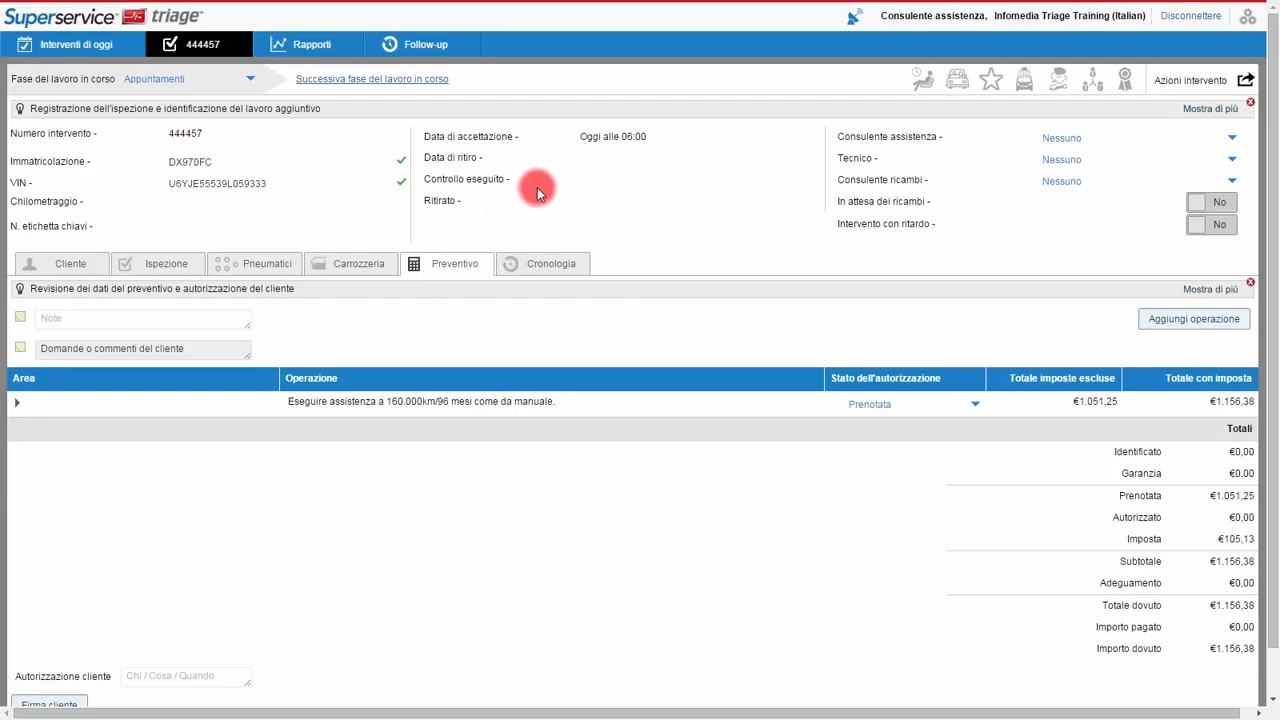 Superservice triage™
Consulente assistenza, Infomedia Triage Training (Italian)
Disconnettere
Interventi di oggi
444457
Rapporti
Follow-up
Fase del lavoro in corso
Appuntamenti
Successiva fase del lavoro in corso
Azioni intervento
Registrazione dell'ispezione e identificazione del lavoro aggiuntivo
Mostra di più
Numero intervento -
444457
Immatricolazione -
DX970FC
VIN -
U6YJE55539L059333
Chilometraggio -
N. etichetta chiavi -
Data di accettazione -
Oggi alle 06:00
Data di ritiro -
Controllo eseguito -
Ritirato -
Consulente assistenza -
Nessuno
Tecnico -
Nessuno
Consulente ricambi -
Nessuno
In attesa dei ricambi -
No
Intervento con ritardo -
No
Cliente
Ispezione
Pneumatici
Carrozzeria
Preventivo
Cronologia
Revisione dei dati del preventivo e autorizzazione del cliente
Mostra di più
Note
Aggiungi operazione
Domande o commenti del cliente
Area
Operazione
Stato dell'autorizzazione
Totale imposte escluse
Totale con imposta
Eseguire assistenza a 160.000km/96 mesi come da manuale.
Prenotata
€1.051,25
€1.156,38
Totali
Identificato
€0,00
Garanzia
€0,00
Prenotata
€1.051,25
Autorizzato
€0,00
Imposta
€105,13
Subtotale
€1.156,38
Adeguamento
€0,00
Totale dovuto
€1.156,38
Importo pagato
€0,00
Importo dovuto
€1.156,38
Autorizzazione cliente
Chi / Cosa / Quando
Firma cliente